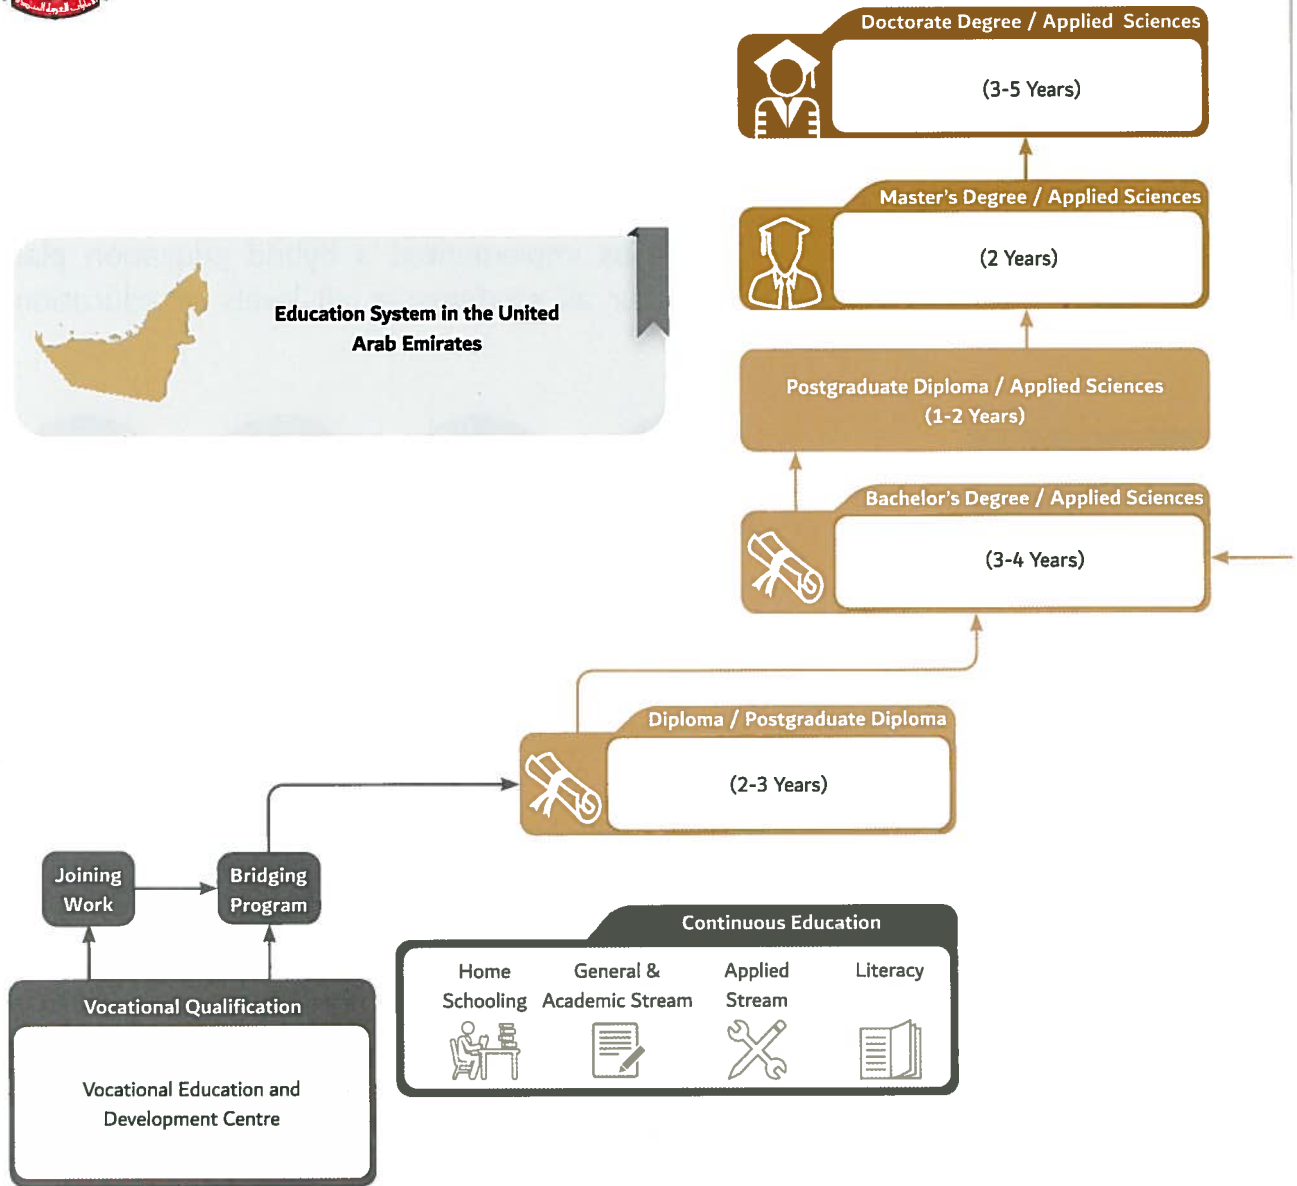 Doctorate Degree / Applied Sciences
(3-5 Years)
Master's Degree / Applied Sciences
(2 Years)
Education System in the United
Arab Emirates
Postgraduate Diploma / Applied Sciences
(1-2 Years)
Bachelor's Degree / Applied Sciences
(3-4 Years)
Diploma / Postgraduate Diploma
(2-3 Years)
Joining
Work
Bridging
Program
Continuous Education
Home
Schooling
General &
Academic Stream
Applied
Stream
Literacy
Vocational Qualification
Vocational Education and
Development Centre